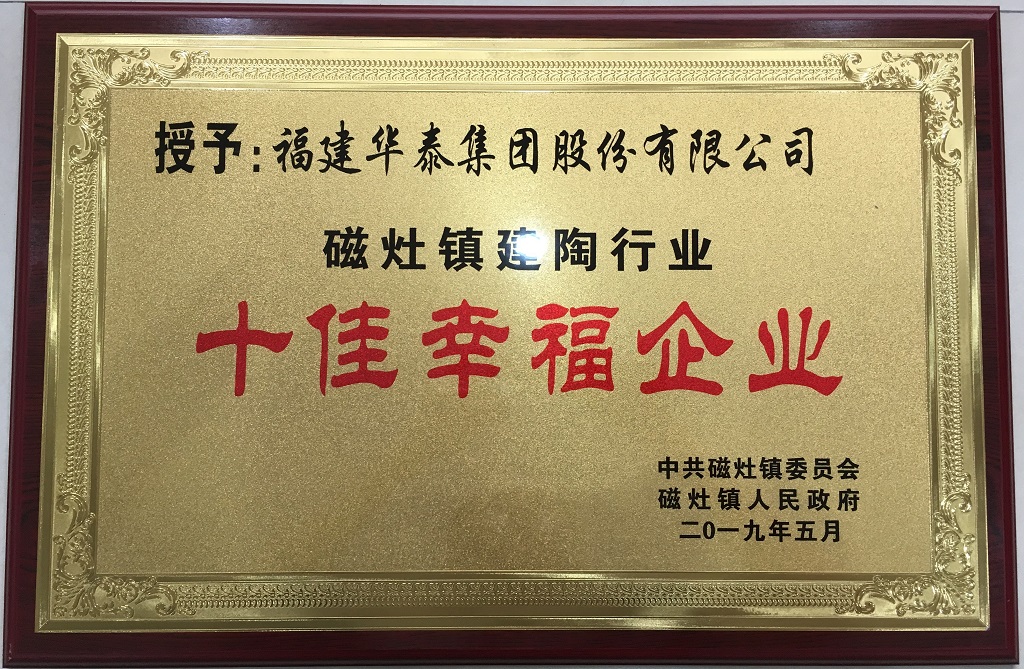 授予:福建华泰集团股份有限公司
磁灶镇建陶行业
十佳幸福企业
中共磁灶镇委员会
磁灶镇人民政府
二0一九年五月